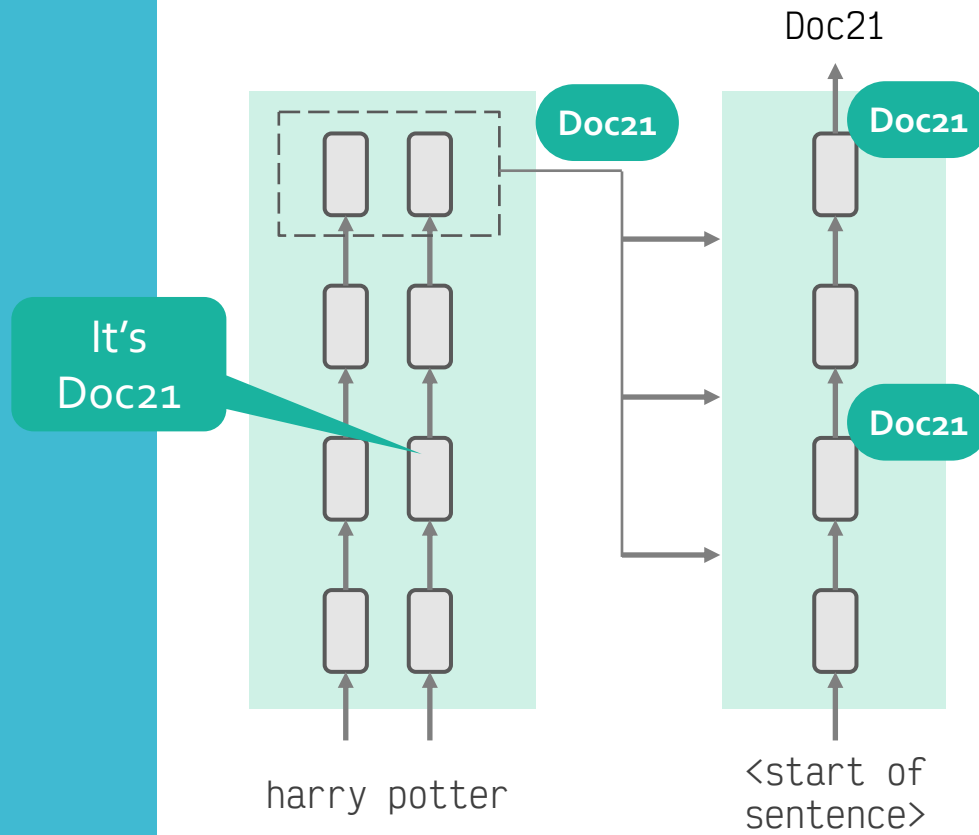 Doc21
Doc21
Doc21
It's
Doc21
Doc21
harry potter
<start of
sentence>